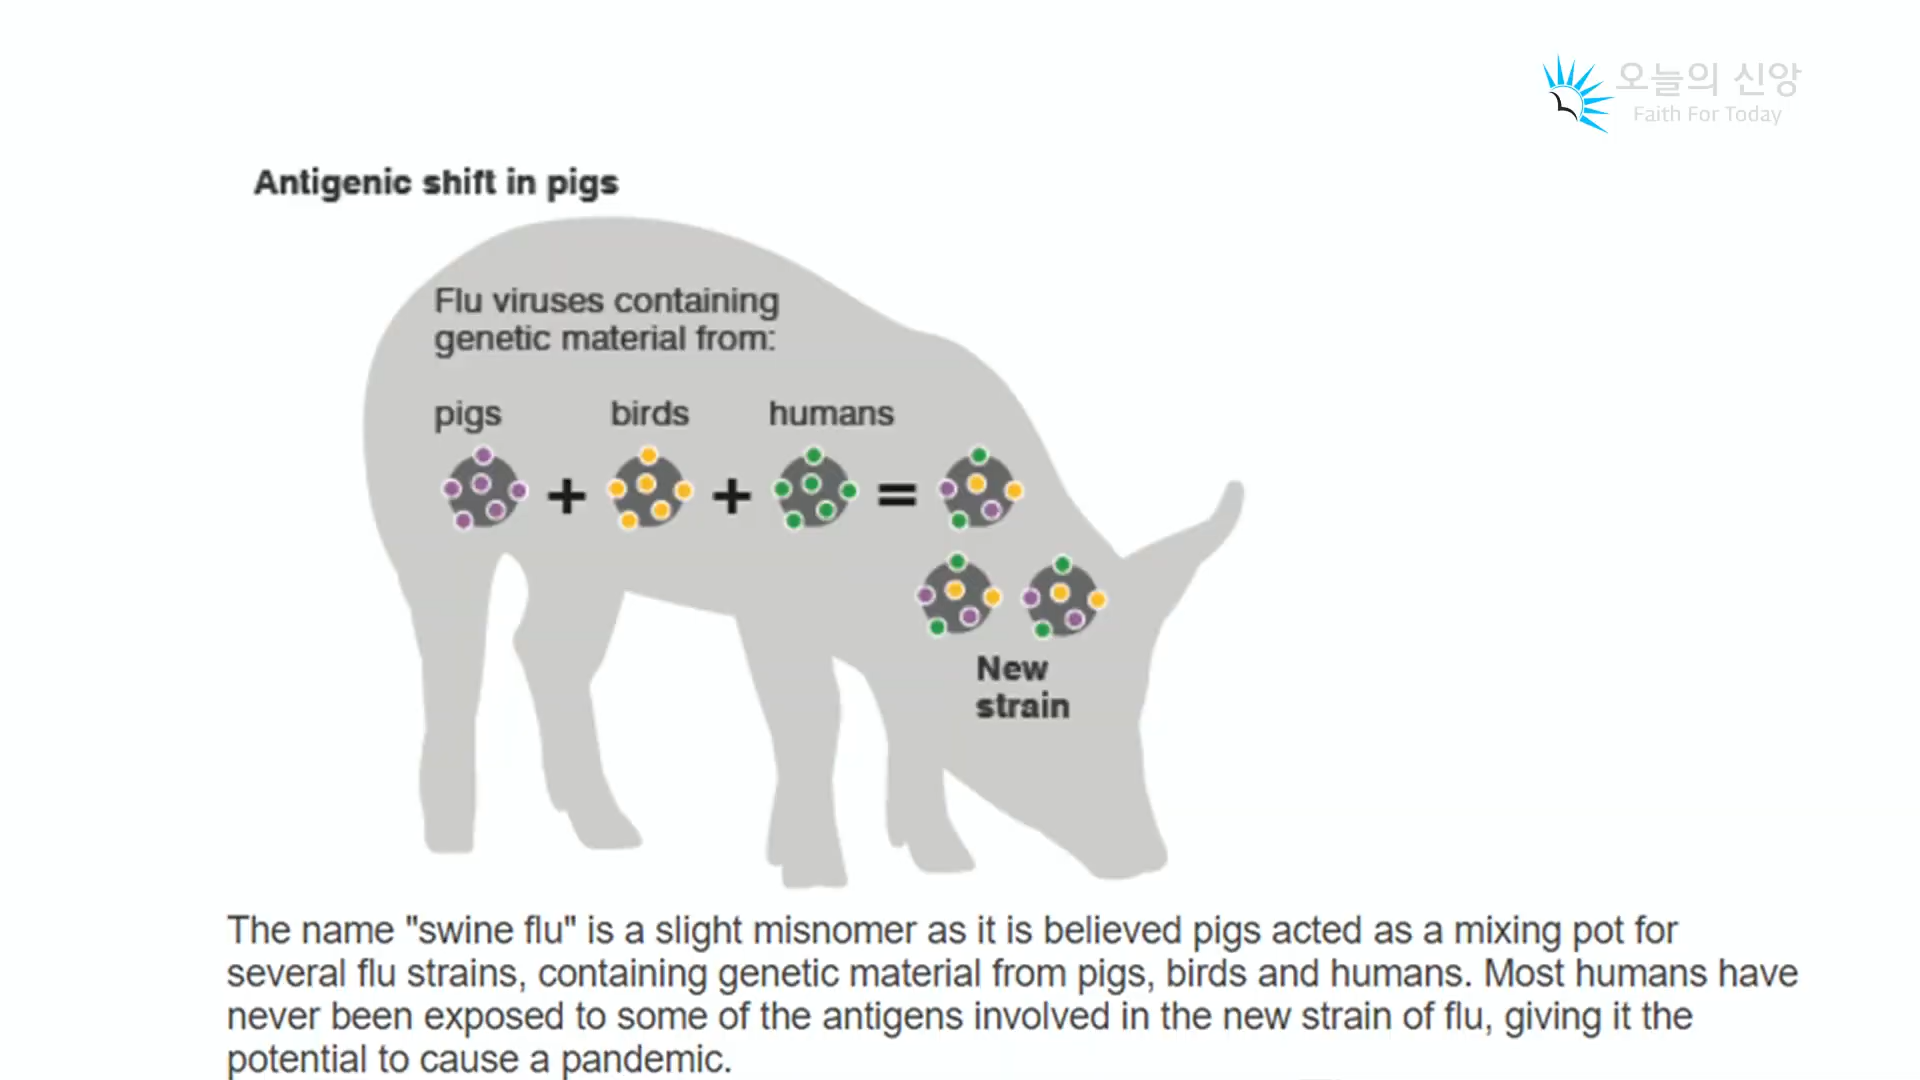 오늘의 신앙
Faith For Today
Antigenic shift in pigs
Flu viruses containing
genetic material from:
pigs birds humans
+ + =
New
strain
The name "swine flu" is a slight misnomer as it is believed pigs acted as a mixing pot for
several flu strains, containing genetic material from pigs, birds and humans. Most humans have
never been exposed to some of the antigens involved in the new strain of flu, giving it the
potential to cause a pandemic.